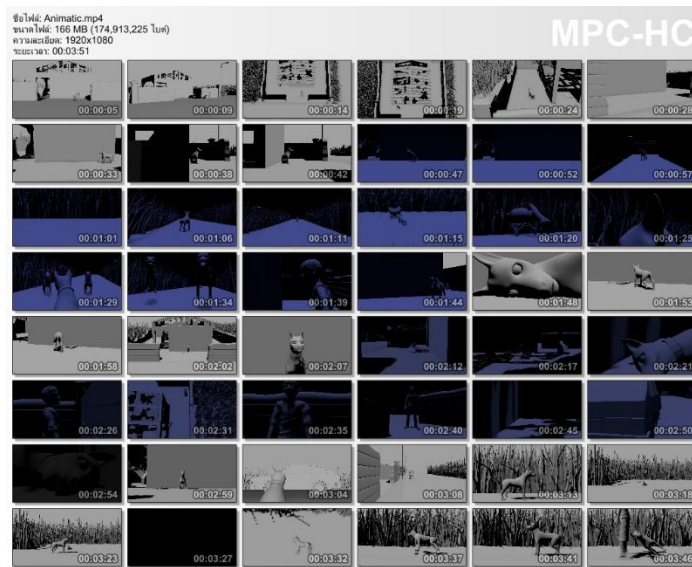 ชื่อไฟล์: Animatic.mp4
ขนาดไฟล์: 166 MB (174,913,225 ไบต์)
ความละเอียด: 1920x1080
ระยะเวลา: 00:03:51
MPC-HC
00:00:05 00:00:09 00:00:14 00:00:19 00:00:24 00:00:28
00:00:33 00:00:38 00:00:42 00:00:47 00:00:52 00:00:57
00:01:01 00:01:06 00:01:11 00:01:15 00:01:20 00:01:25
00:01:29 00:01:34 00:01:39 00:01:44 00:01:48 00:01:53
00:01:58 00:02:02 00:02:07 00:02:12 00:02:17 00:02:21
00:02:26 00:02:31 00:02:35 00:02:40 00:02:45 00:02:50
00:02:54 00:02:59 00:03:04 00:03:08 00:03:13 00:03:18
00:03:23 00:03:27 00:03:32 00:03:37 00:03:41 00:03:46